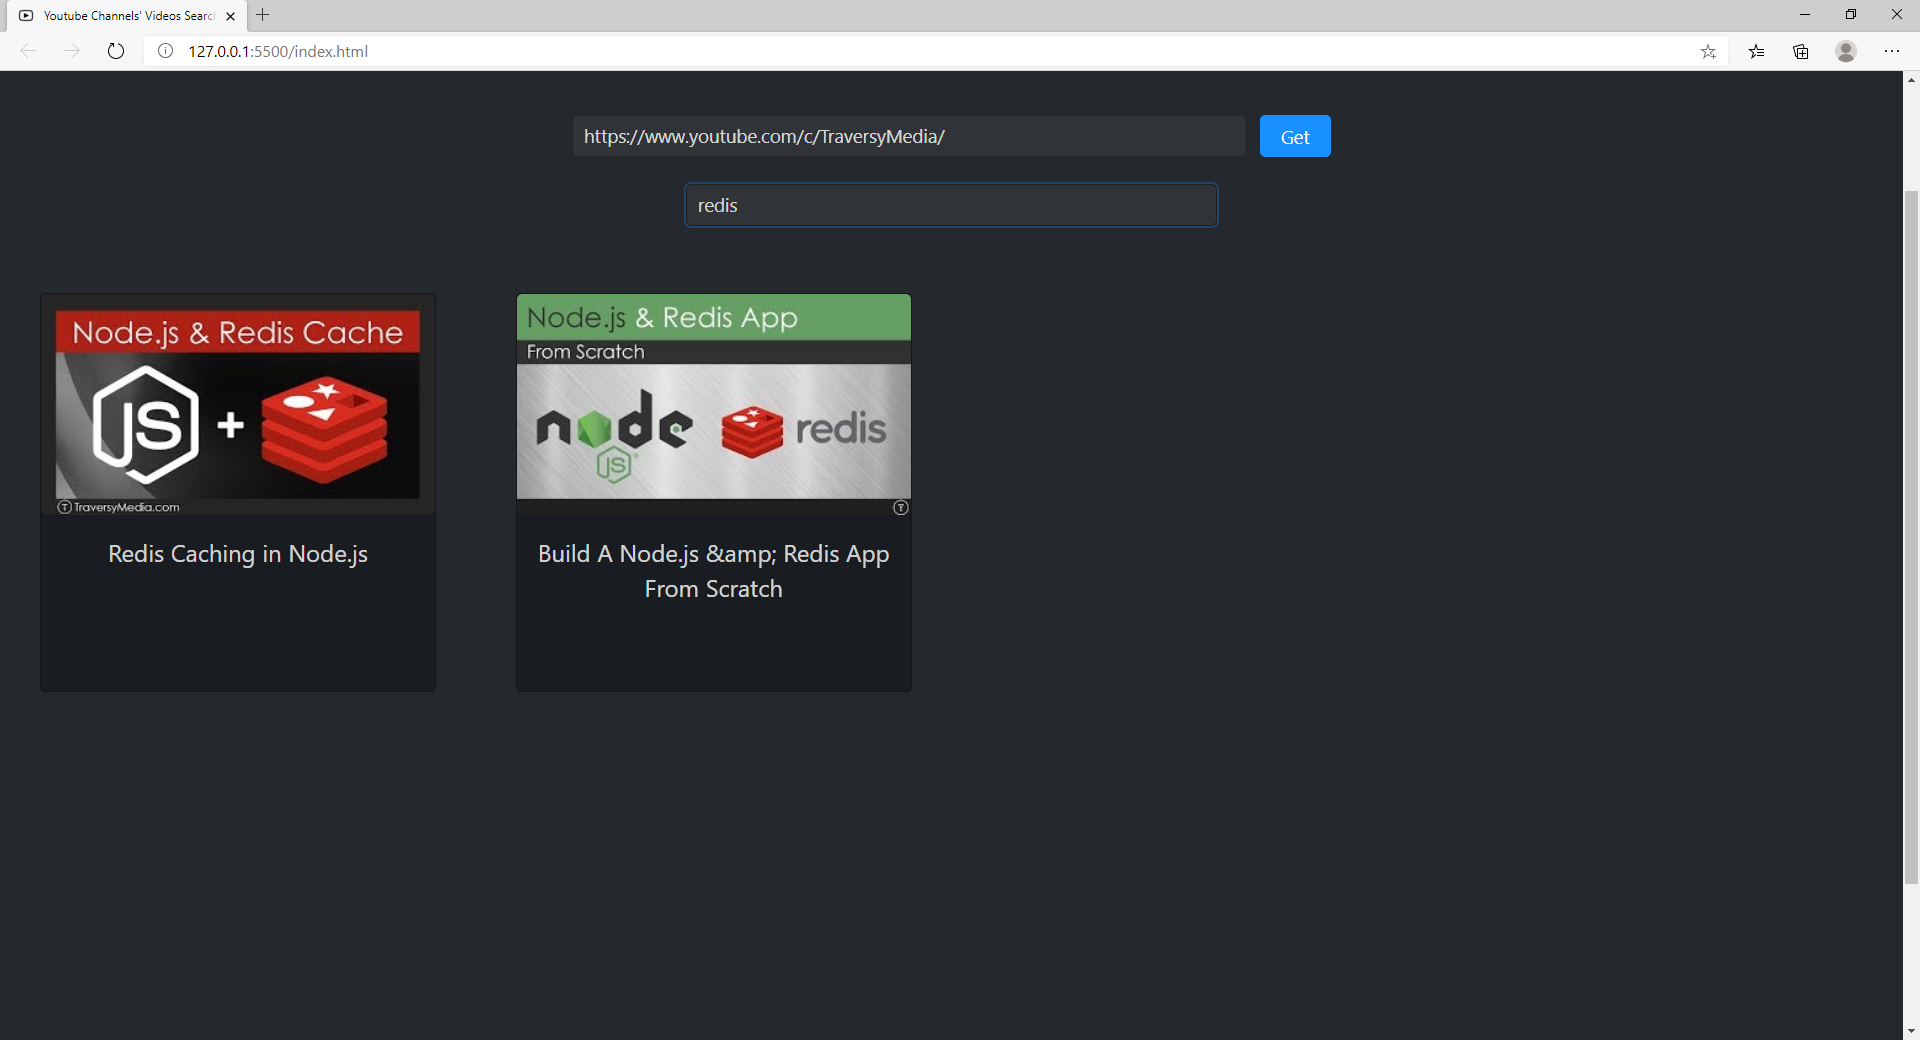 Youtube Channels' Videos Searc
127.0.0.1:5500/index.html
https://www.youtube.com/c/TraversyMedia/
Get
redis
Node.js & Redis Cache
JS +
TraversyMedia.com
Redis Caching in Node.js
Node.js & Redis App
From Scratch
node
JS
redis
T
Build A Node.js &amp; Redis App
From Scratch